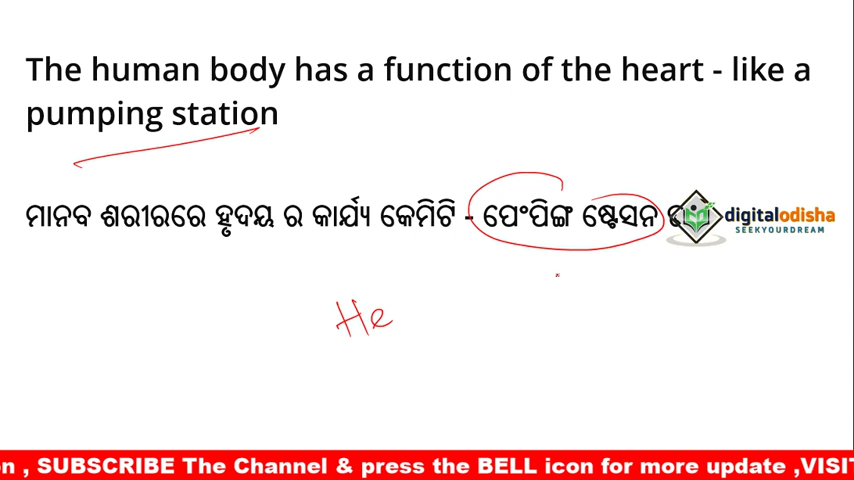 The human body has a function of the heart - like a
pumping station
ମାନବ ଶରୀରରେ ହୃଦୟ ର କାର୍ଯ୍ୟ କେମିଟି - ପେଂପିଙ୍ଗ ଷ୍ଟେସନ
digitalodisha
SEEKYOURDREAM
He
n , SUBSCRIBE The Channel & press the BELL icon for more update ,VISIT